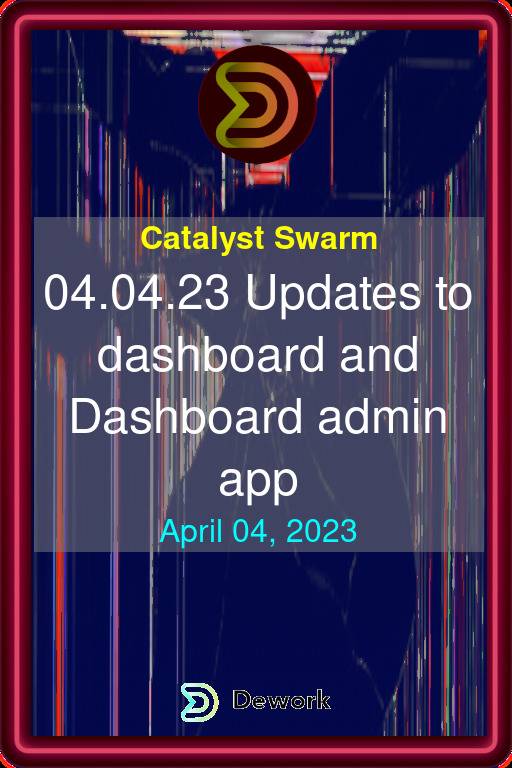 Catalyst Swarm
04.04.23 Updates to
dashboard and
Dashboard admin
app
April 04, 2023
Dework